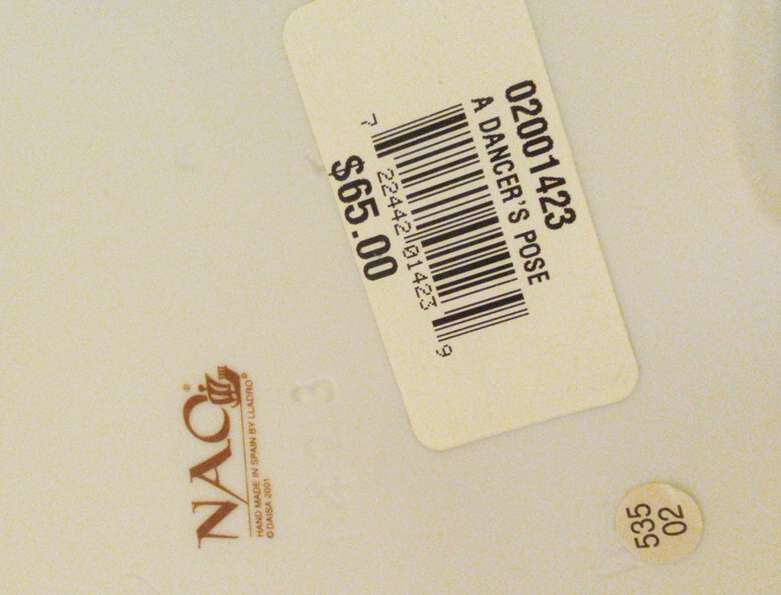 02001423
A DANCER'S POSE
7 22442 01423 9
$65.00
NAO®
HAND MADE IN SPAIN BY LLADRO®
© DAISA 2001
535
02